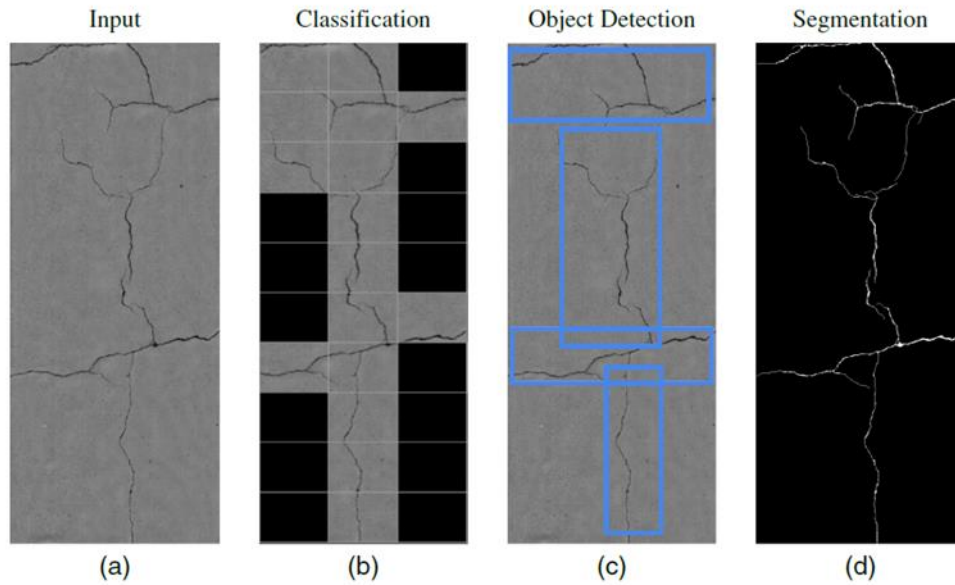 Input Classification Object Detection Segmentation
(a) (b) (c) (d)